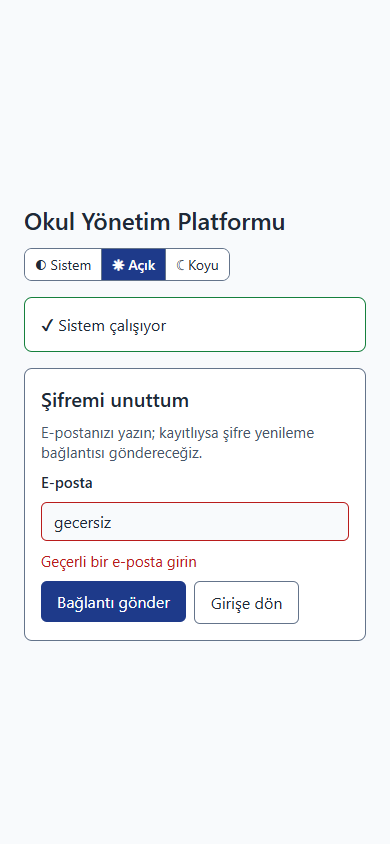 Okul Yönetim Platformu
◐ Sistem ✷ Açık ☾ Koyu
✓ Sistem çalışıyor
Şifremi unuttum
E-postanızı yazın; kayıtlıysa şifre yenileme
bağlantısı göndereceğiz.
E-posta
gecersiz
Geçerli bir e-posta girin
Bağlantı gönder Girişe dön